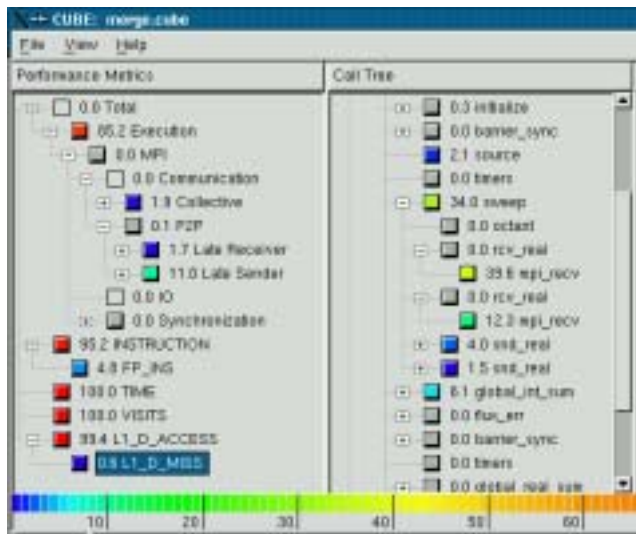 CUBE: merge.cube
File View Help
Performance Metrics
0.0 Total
85.2 Execution
0.0 MPI
0.0 Communication
1.9 Collective
0.1 P2P
1.7 Late Receiver
11.0 Late Sender
0.0 IO
0.0 Synchronization
95.2 INSTRUCTION
4.8 FP_INS
100.0 TIME
100.0 VISITS
99.4 L1_D_ACCESS
0.6 L1_D_MISS
Call Tree
0.3 initialize
0.0 barrier_sync
2.1 source
0.0 timers
34.0 sweep
0.0 octant
0.0 rcv_real
39.6 mpi_recv
0.0 rcv_real
12.3 mpi_recv
4.0 snd_real
1.5 snd_real
6.1 global_int_sum
0.0 flux_err
0.0 barrier_sync
0.0 timers
0.0 global_real_sum
10 20 30 40 50 60